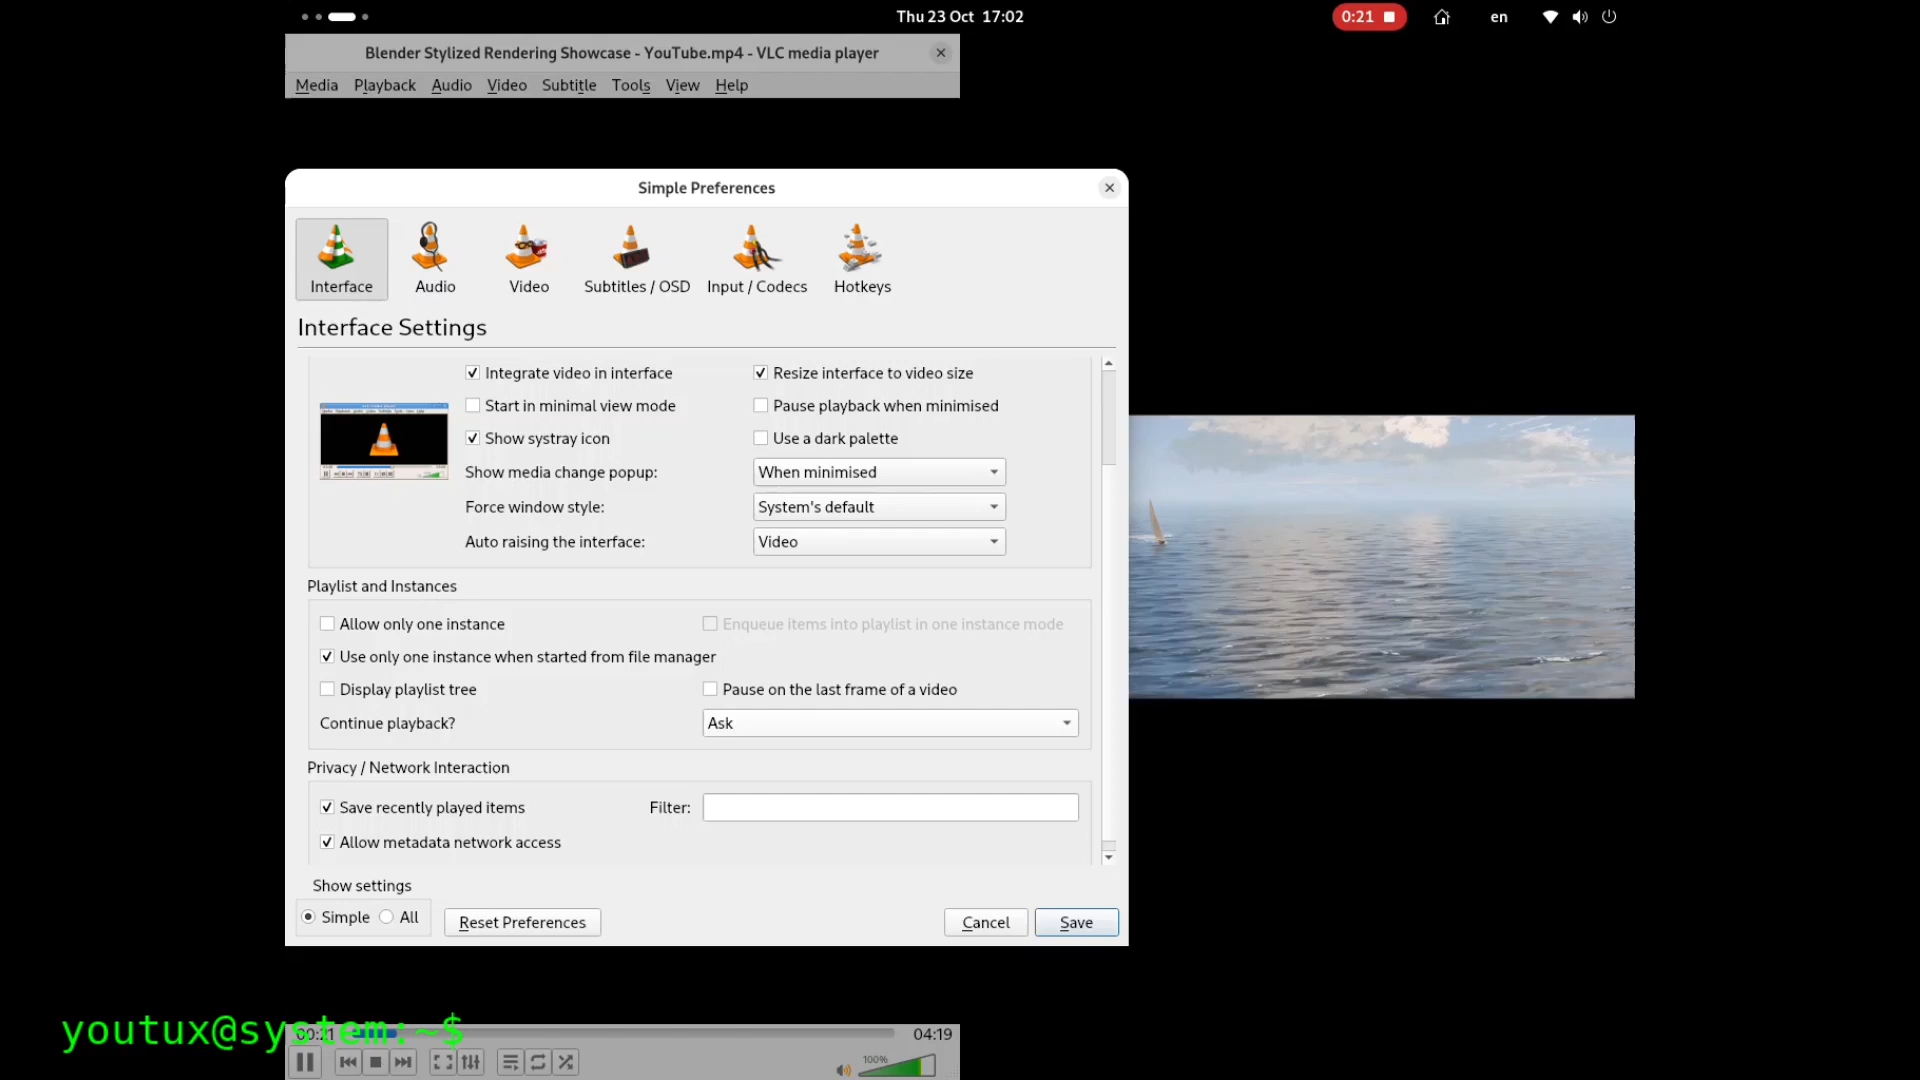 Thu 23 Oct 17:02
0:21
en
Blender Stylized Rendering Showcase - YouTube.mp4 - VLC media player
Media Playback Audio Video Subtitle Tools View Help
Simple Preferences
Interface Audio Video Subtitles / OSD Input / Codecs Hotkeys
Interface Settings
Integrate video in interface Resize interface to video size
Start in minimal view mode Pause playback when minimised
Show systray icon Use a dark palette
Show media change popup: When minimised
Force window style: System's default
Auto raising the interface: Video
Playlist and Instances
Allow only one instance Enqueue items into playlist in one instance mode
Use only one instance when started from file manager
Display playlist tree Pause on the last frame of a video
Continue playback? Ask
Privacy / Network Interaction
Save recently played items Filter:
Allow metadata network access
Show settings
Simple All Reset Preferences Cancel Save
youtux@system:~$
00:21 04:19
100%